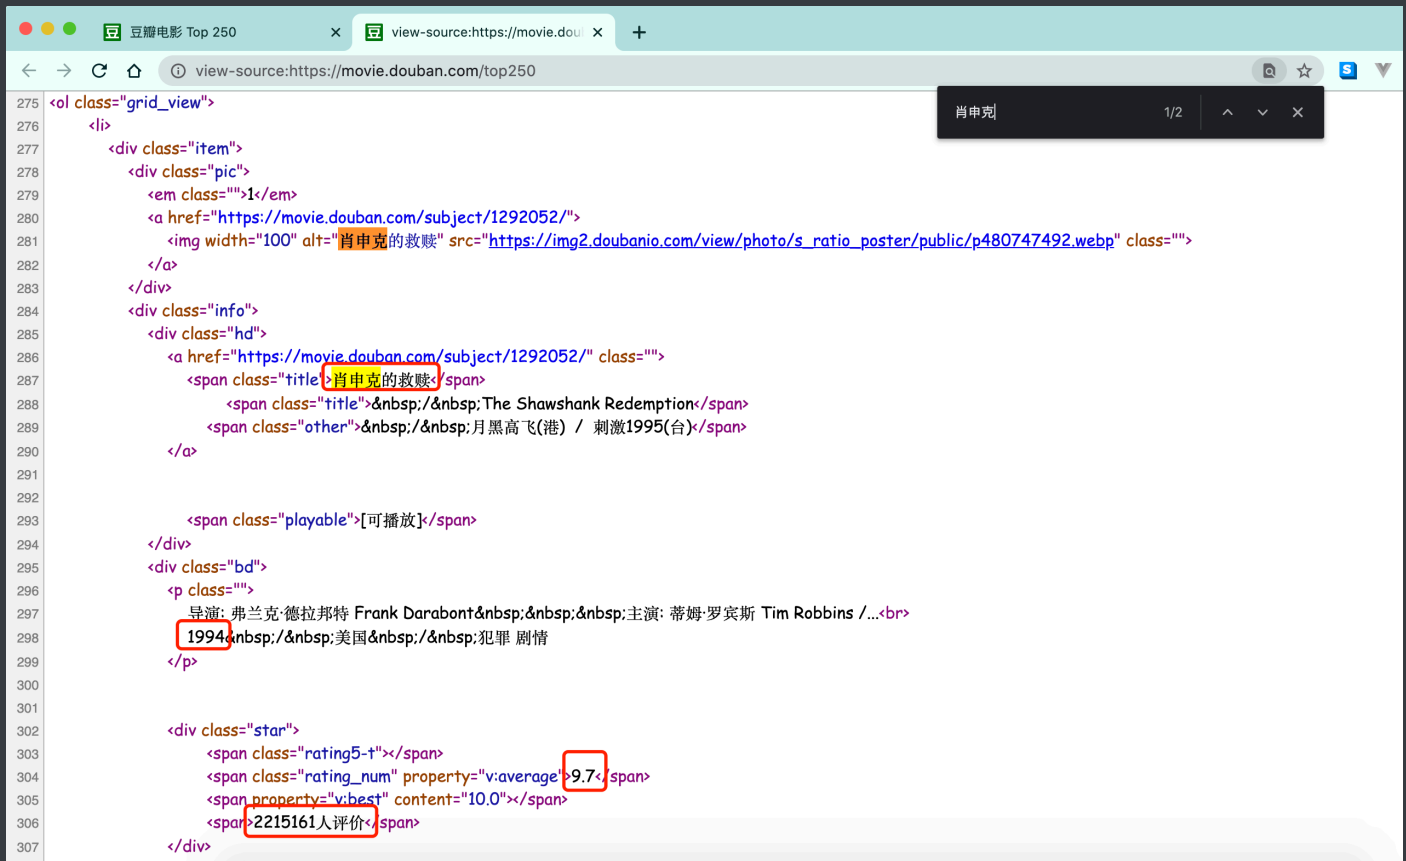 豆瓣电影 Top 250
view-source:https://movie.dou
view-source:https://movie.douban.com/top250
肖申克
1/2
275 <ol class="grid_view">
276 <li>
277 <div class="item">
278 <div class="pic">
279 <em class="">1</em>
280 <a href="https://movie.douban.com/subject/1292052/">
281 <img width="100" alt="肖申克的救赎" src="https://img2.doubanio.com/view/photo/s_ratio_poster/public/p480747492.webp" class="">
282 </a>
283 </div>
284 <div class="info">
285 <div class="hd">
286 <a href="https://movie.douban.com/subject/1292052/" class="">
287 <span class="title">肖申克的救赎</span>
288 <span class="title">&nbsp;/&nbsp;The Shawshank Redemption</span>
289 <span class="other">&nbsp;/&nbsp;月黑高飞(港) / 刺激1995(台)</span>
290 </a>
291
292
293 <span class="playable">[可播放]</span>
294 </div>
295 <div class="bd">
296 <p class="">
297 导演: 弗兰克·德拉邦特 Frank Darabont&nbsp;&nbsp;&nbsp;主演: 蒂姆·罗宾斯 Tim Robbins /...<br>
298 1994&nbsp;/&nbsp;美国&nbsp;/&nbsp;犯罪 剧情
299 </p>
300
301
302 <div class="star">
303 <span class="rating5-t"></span>
304 <span class="rating_num" property="v:average">9.7</span>
305 <span property="v:best" content="10.0"></span>
306 <span>2215161人评价</span>
307 </div>